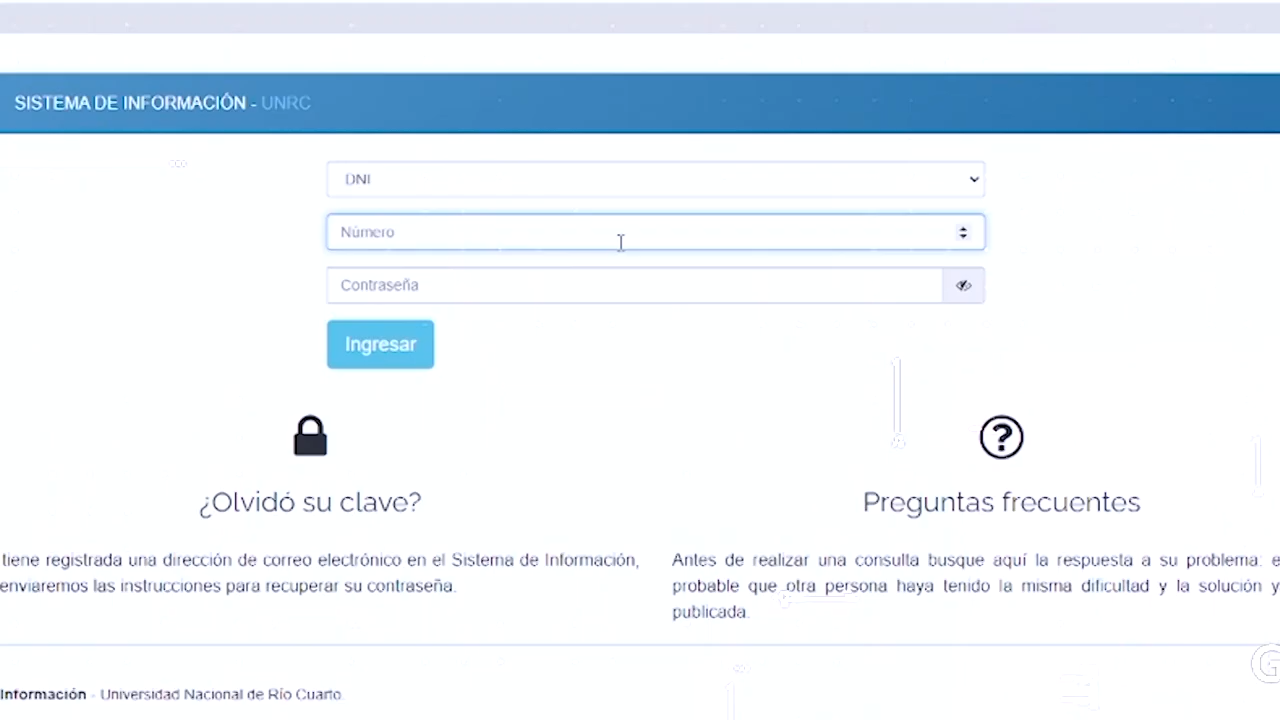 SISTEMA DE INFORMACIÓN - UNRC
DNI
Número
Contraseña
Ingresar
¿Olvidó su clave?
Preguntas frecuentes
tiene registrada una dirección de correo electrónico en el Sistema de Información,
enviaremos las instrucciones para recuperar su contraseña.
Antes de realizar una consulta busque aquí la respuesta a su problema: e
probable que otra persona haya tenido la misma dificultad y la solución y
publicada.
Información - Universidad Nacional de Río Cuarto.